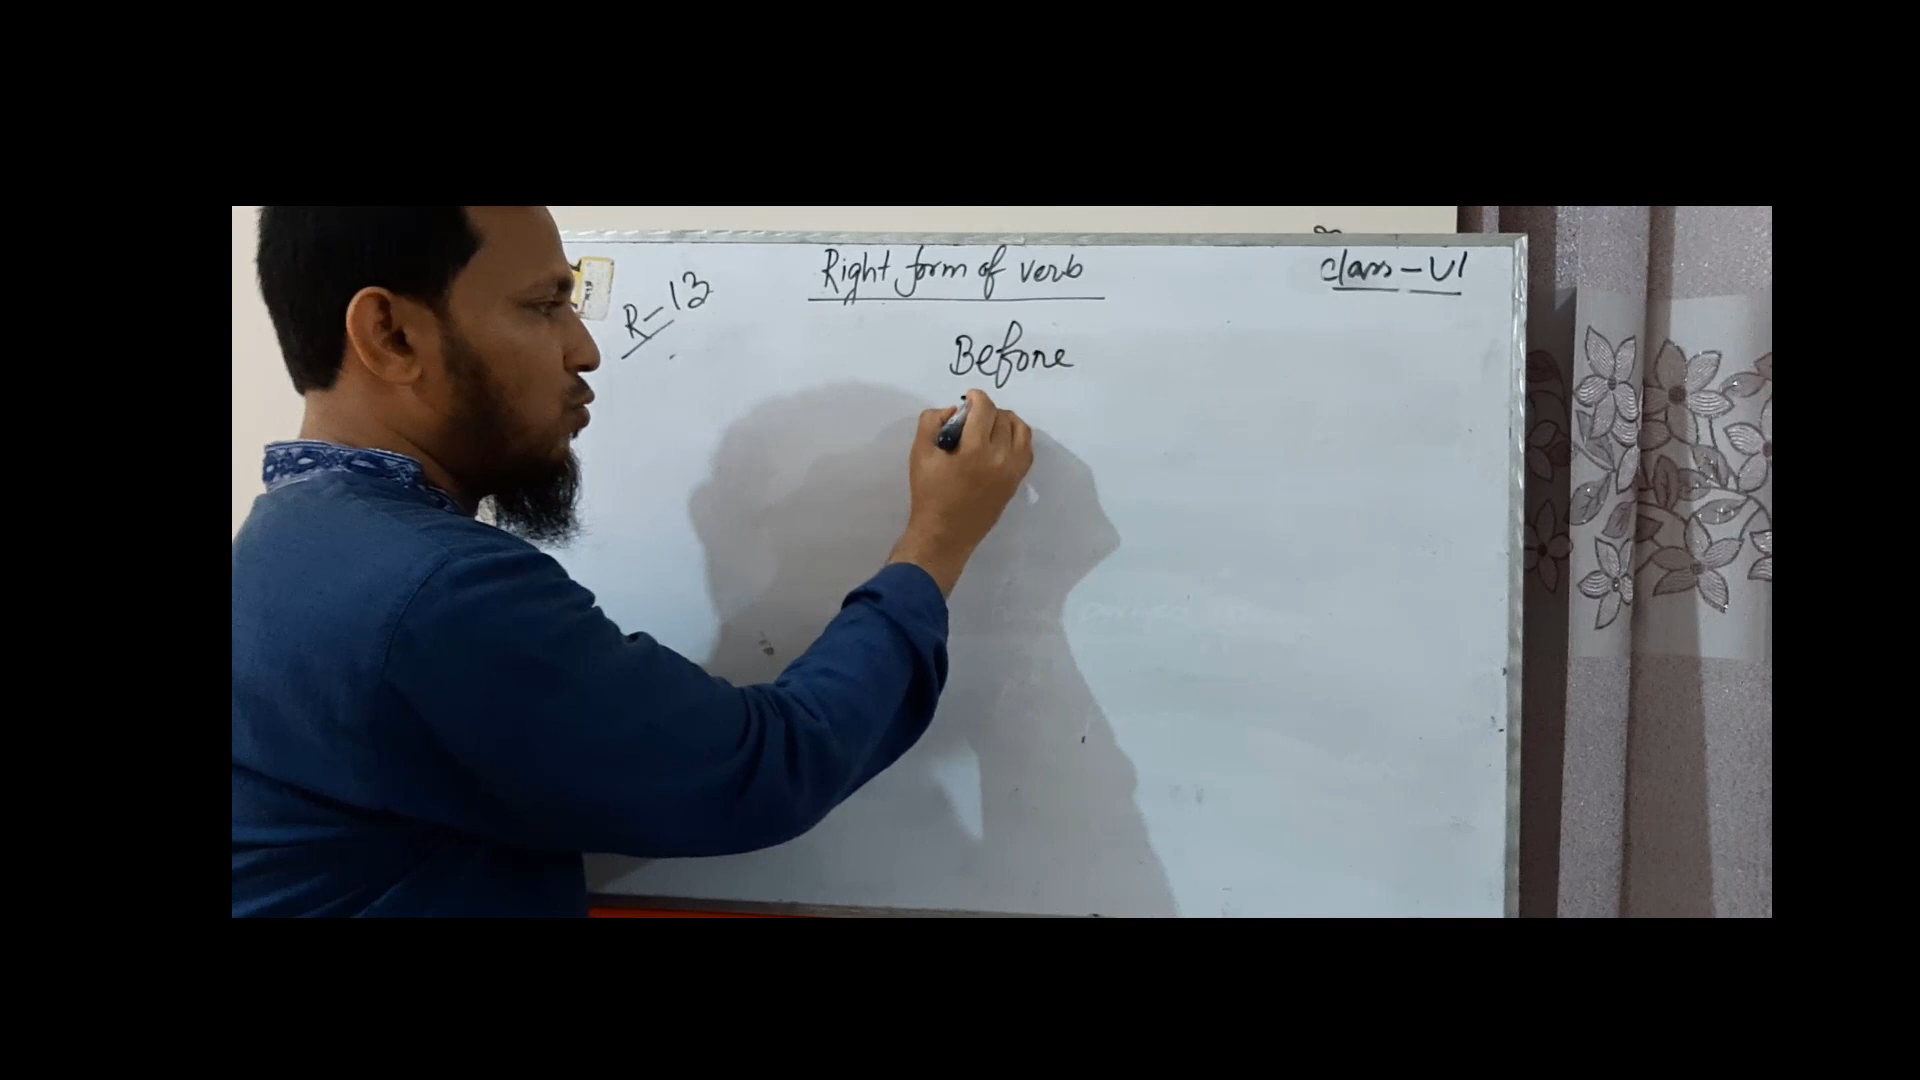 Right form of verb
class-VI
R-13
Before